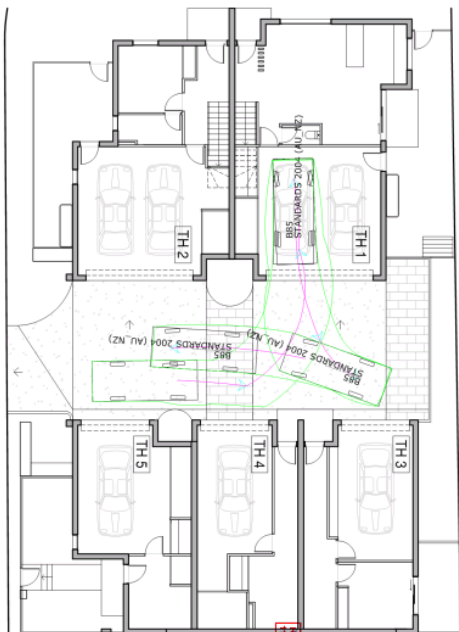 B85
STANDARDS 2004 (AU_NZ)
TH 2
TH 1
B85
STANDARDS 2004 (AU_NZ)
B85
STANDARDS 2004 (AU_NZ)
TH 5
TH 4
TH 3